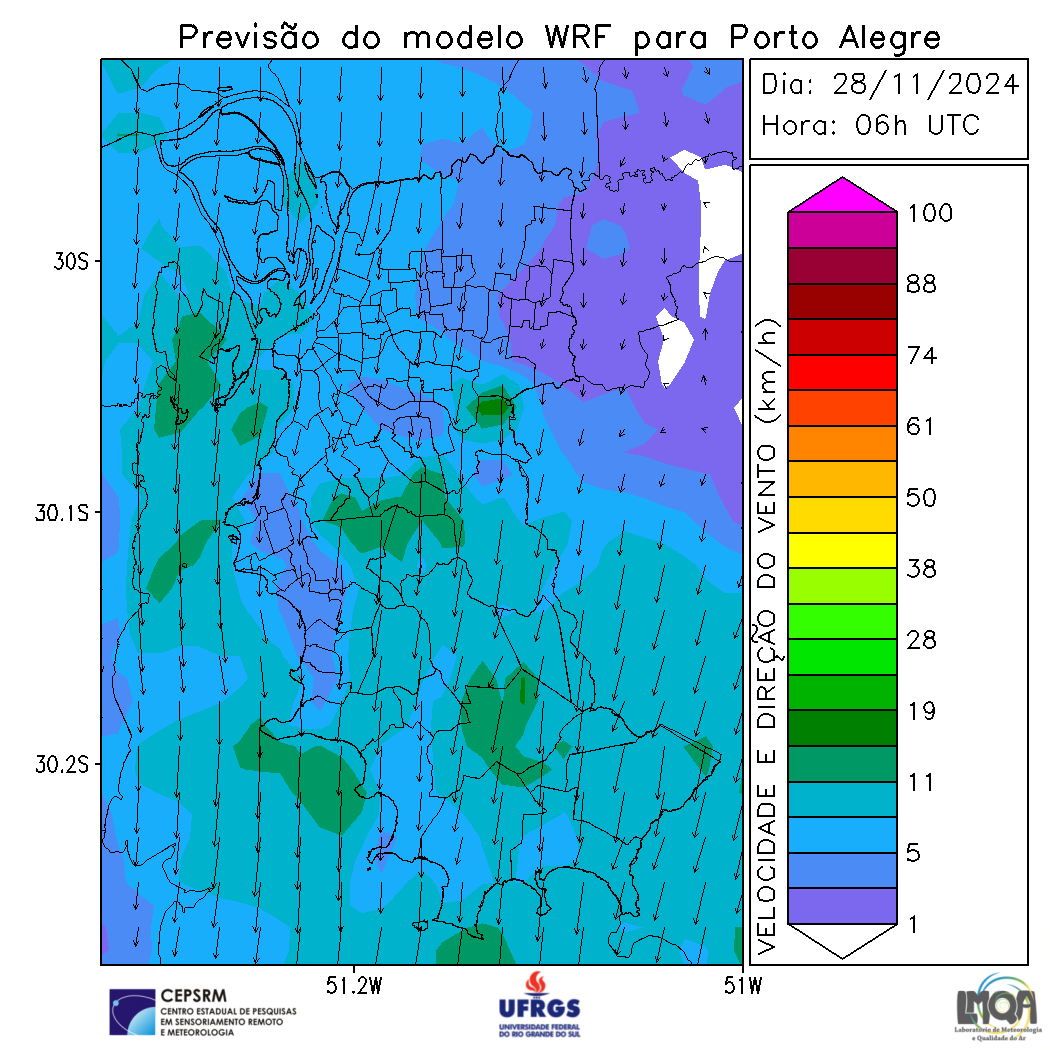 Previsão do modelo WRF para Porto Alegre
Dia: 28/11/2024
Hora: 06h UTC
30S
30.1S
30.2S
51.2W
51W
VELOCIDADE E DIREÇÃO DO VENTO (km/h)
100
88
74
61
50
38
28
19
11
5
1
CEPSRM
CENTRO ESTADUAL DE PESQUISAS
EM SENSORIAMENTO REMOTO
E METEOROLOGIA
UFRGS
UNIVERSIDADE FEDERAL
DO RIO GRANDE DO SUL
LMQA
Laboratório de Meteorologia
e Qualidade do Ar